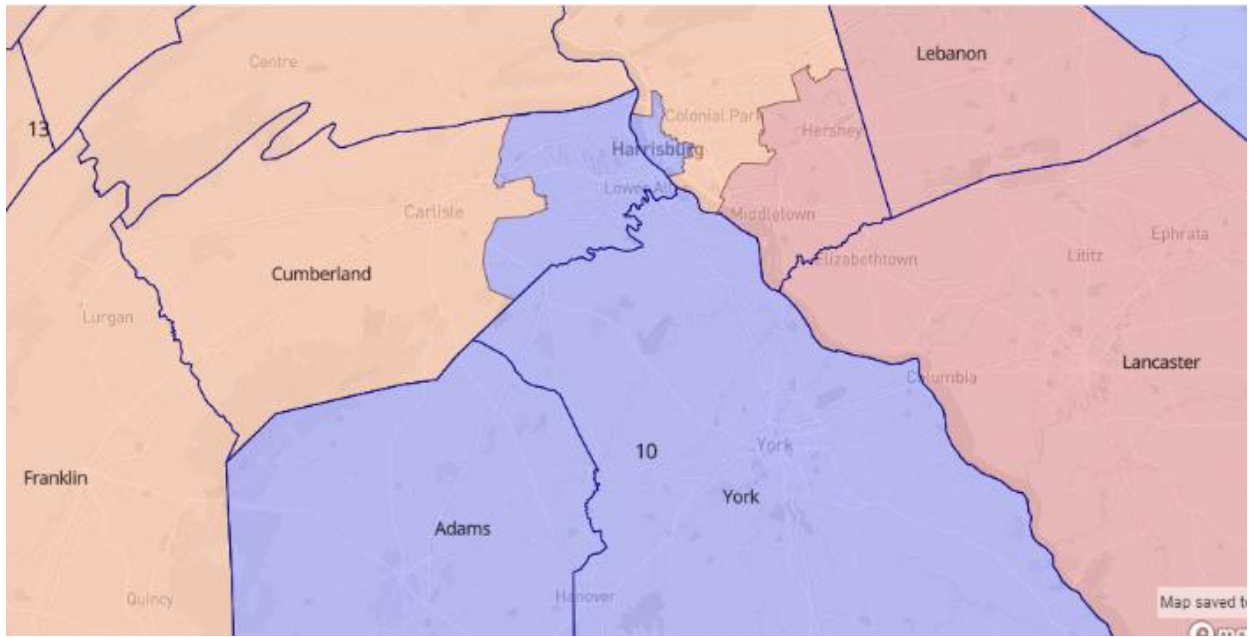 Lebanon
Centre
Colonial Park
13
Hershey
Harrisburg
Lower All
Carlisle
Middletown
Ephrata
Lititz
Elizabethtown
Cumberland
Lurgan
Lancaster
Columbia
10
York
Franklin
York
Adams
Quincy
Hanover
Map saved to